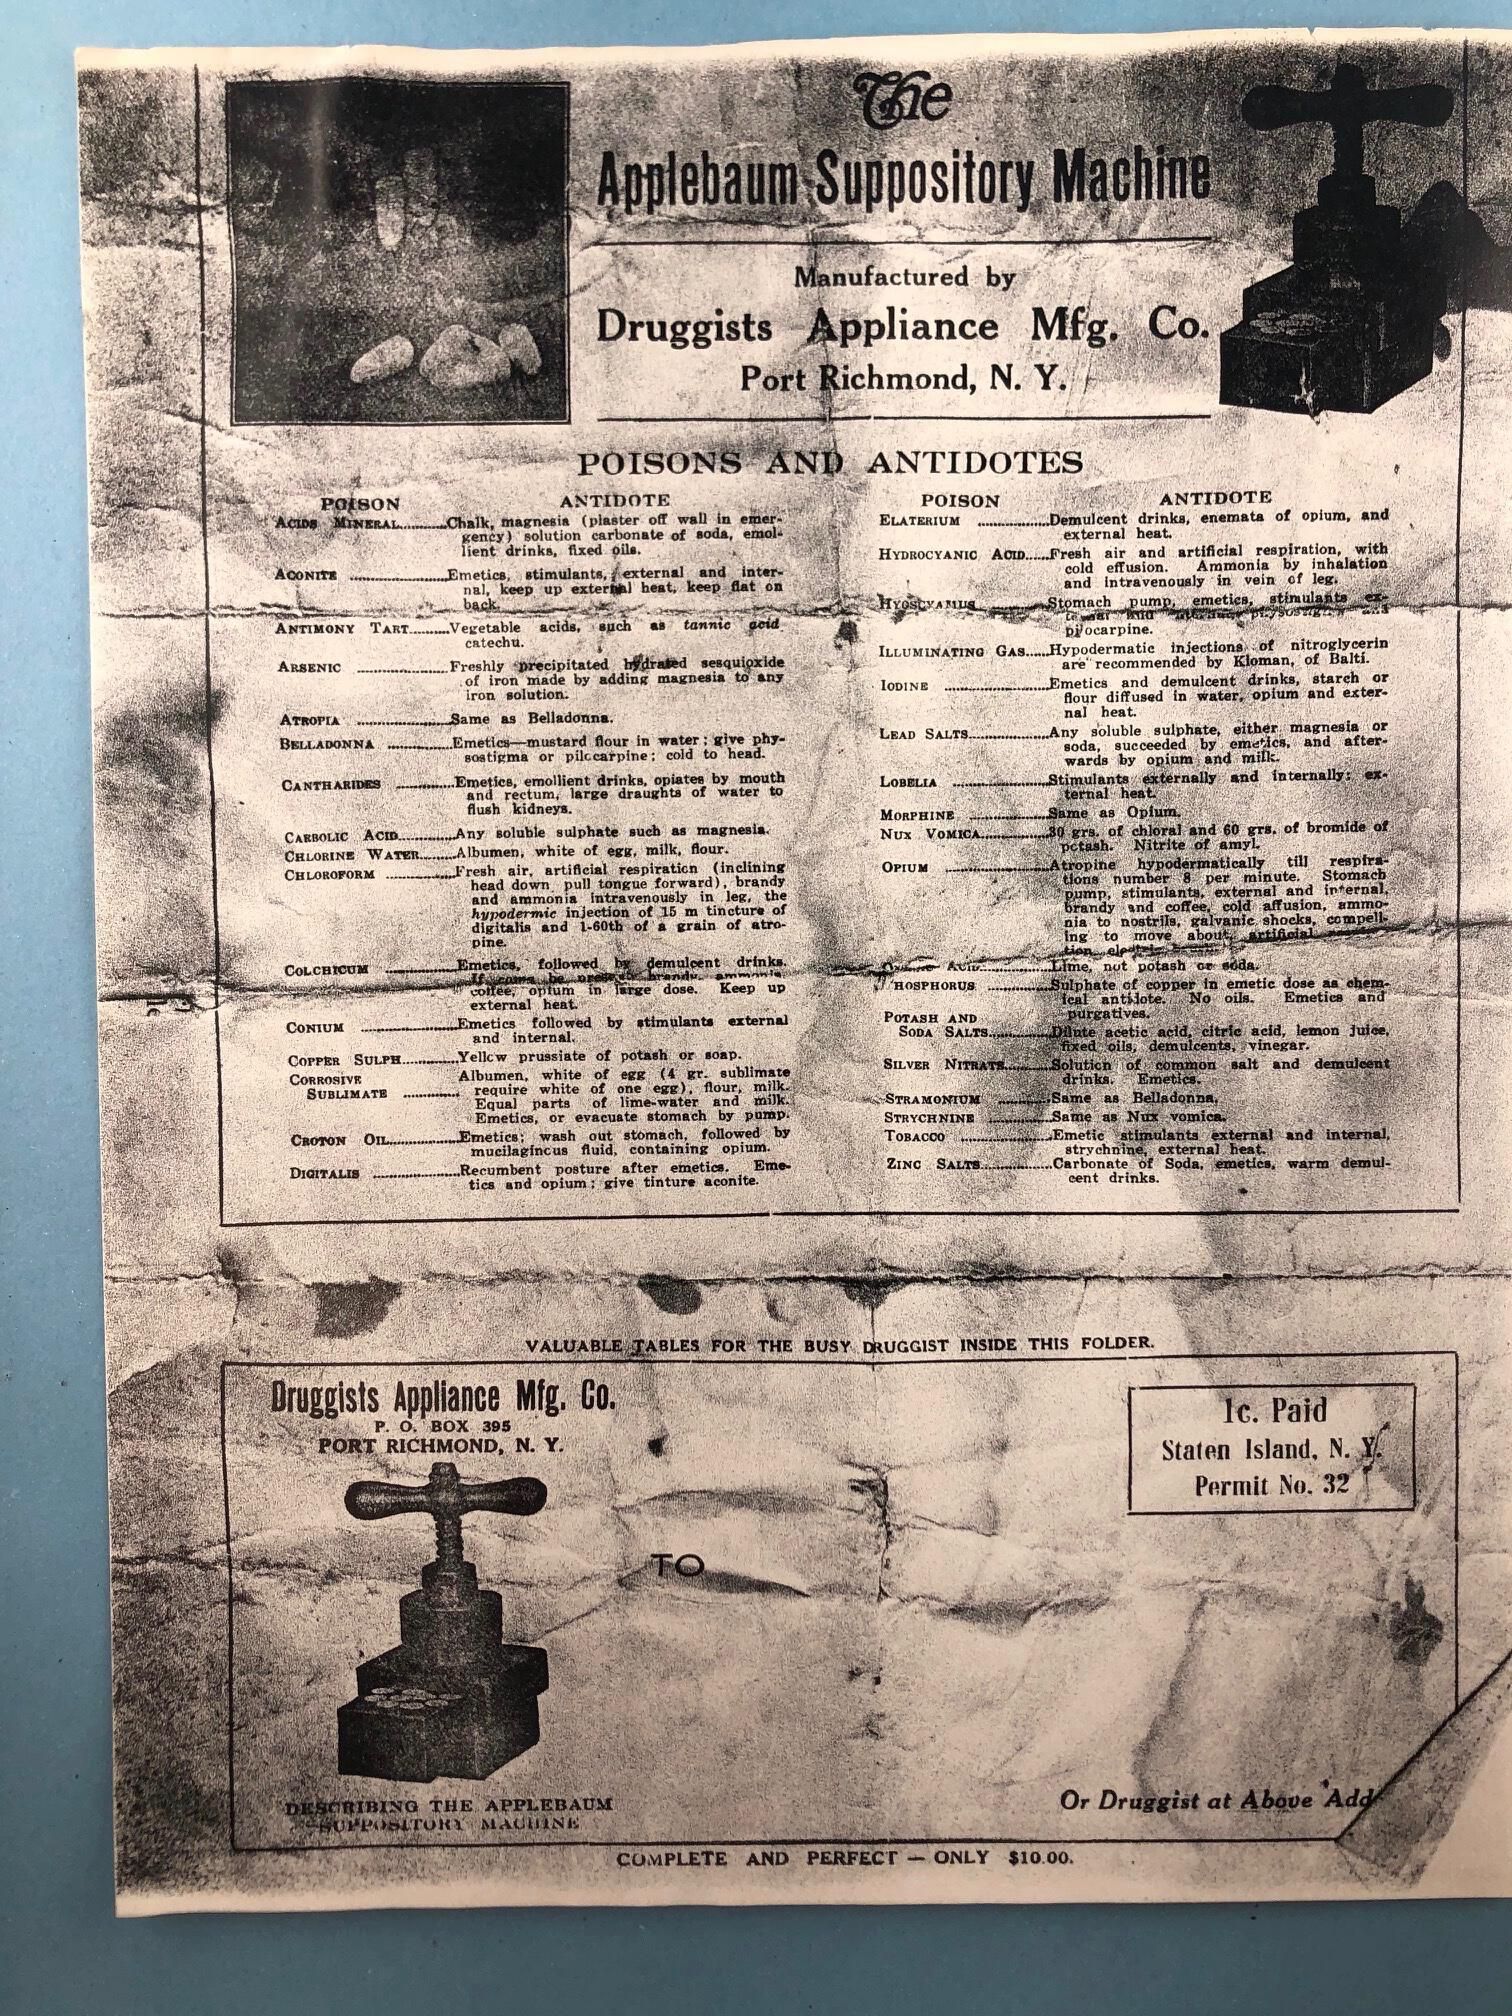 The
Applebaum Suppository Machine
Manufactured by
Druggists Appliance Mfg. Co.
Port Richmond, N. Y.
POISONS AND ANTIDOTES
POISON ANTIDOTE
ACIDS MINERAL..........Chalk, magnesia (plaster off wall in emer-
gency) solution carbonate of soda, emol-
lient drinks, fixed oils.
ACONITE ..........Emetics, stimulants, external and inter-
nal, keep up external heat, keep flat on
back.
ANTIMONY TART..........Vegetable acids, such as tannic acid
catechu.
ARSENIC ..........Freshly precipitated hydrated sesquioxide
of iron made by adding magnesia to any
iron solution.
ATROPIA ..........Same as Belladonna.
BELLADONNA ..........Emetics—mustard flour in water; give phy-
sostigma or pilocarpine; cold to head.
CANTHARIDES ..........Emetics, emollient drinks, opiates by mouth
and rectum, large draughts of water to
flush kidneys.
CARBOLIC ACID..........Any soluble sulphate such as magnesia.
CHLORINE WATER..........Albumen, white of egg, milk, flour.
CHLOROFORM ..........Fresh air, artificial respiration (inclining
head down pull tongue forward), brandy
and ammonia intravenously in leg, the
hypodermic injection of 15 m tincture of
digitalis and 1-60th of a grain of atro-
pine.
COLCHICUM ..........Emetics, followed by demulcent drinks.
brandy, ammonia,
coffee, opium in large dose. Keep up
external heat.
CONIUM ..........Emetics followed by stimulants external
and internal.
COPPER SULPH..........Yellow prussiate of potash or soap.
CORROSIVE
SUBLIMATE ..........Albumen, white of egg (4 gr. sublimate
require white of one egg), flour, milk.
Equal parts of lime-water and milk.
Emetics, or evacuate stomach by pump.
CROTON OIL..........Emetics; wash out stomach, followed by
mucilagincus fluid, containing opium.
DIGITALIS ..........Recumbent posture after emetics. Eme-
tics and opium; give tinture aconite.
POISON ANTIDOTE
ELATERIUM ..........Demulcent drinks, enemata of opium, and
external heat.
HYDROCYANIC ACID......Fresh air and artificial respiration, with
cold effusion. Ammonia by inhalation
and intravenously in vein of leg.
HYOSCYAMUS ..........Stomach pump, emetics, stimulants ex-
pilocarpine.
ILLUMINATING GAS......Hypodermatic injections of nitroglycerin
are recommended by Kloman, of Balti.
IODINE ..........Emetics and demulcent drinks, starch or
flour diffused in water, opium and exter-
nal heat.
LEAD SALTS..........Any soluble sulphate, either magnesia or
soda, succeeded by emetics, and after-
wards by opium and milk.
LOBELIA ..........Stimulants externally and internally; ex-
ternal heat.
MORPHINE ..........Same as Opium.
NUX VOMICA..........30 grs. of chloral and 60 grs. of bromide of
potash. Nitrite of amyl.
OPIUM ..........Atropine hypodermatically till respira-
tions number 8 per minute. Stomach
pump, stimulants, external and internal,
brandy and coffee, cold affusion, ammo-
nia to nostrils, galvanic shocks, compell-
ing to move about, artificial
ACID..........Lime, not potash or soda.
PHOSPHORUS ..........Sulphate of copper in emetic dose as chem-
ical antidote. No oils. Emetics and
purgatives.
POTASH AND
SODA SALTS..........Dilute acetic acid, citric acid, lemon juice,
fixed oils, demulcents, vinegar.
SILVER NITRATE..........Solution of common salt and demulcent
drinks. Emetics.
STRAMONIUM ..........Same as Belladonna.
STRYCHNINE ..........Same as Nux vomica.
TOBACCO ..........Emetic stimulants external and internal,
strychnine, external heat.
ZINC SALTS..........Carbonate of Soda, emetics, warm demul-
cent drinks.
VALUABLE TABLES FOR THE BUSY DRUGGIST INSIDE THIS FOLDER.
Druggists Appliance Mfg. Co.
P. O. BOX 395
PORT RICHMOND, N. Y.
1c. Paid
Staten Island, N. Y.
Permit No. 32
TO
DESCRIBING THE APPLEBAUM
SUPPOSITORY MACHINE
Or Druggist at Above Add
COMPLETE AND PERFECT — ONLY $10.00.